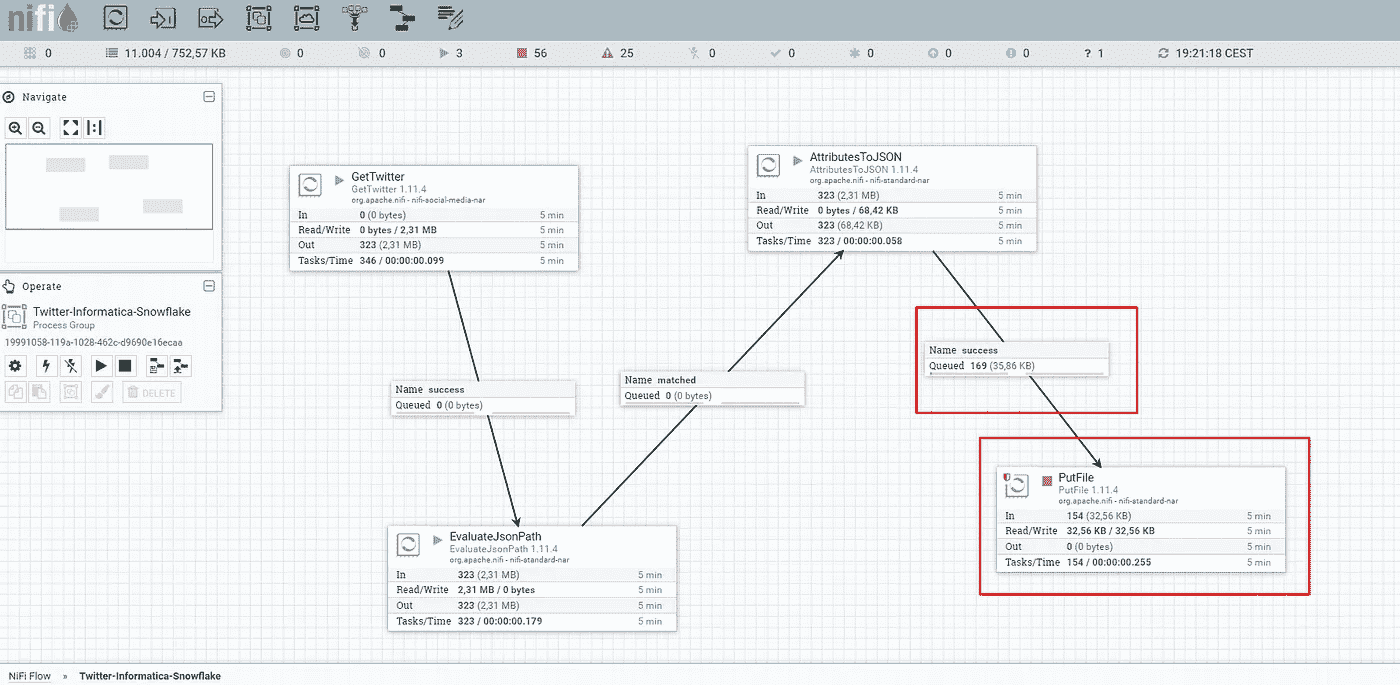 nifi
0
11.004 / 752,57 KB
0
0
3
56
25
0
0
0
0
0
? 1
19:21:18 CEST
Navigate
Operate
Twitter-Informatica-Snowflake
Process Group
19991058-119a-1028-462c-d9690e16ecaa
DELETE
GetTwitter
GetTwitter 1.11.4
org.apache.nifi - nifi-social-media-nar
In 0 (0 bytes) 5 min
Read/Write 0 bytes / 2,31 MB 5 min
Out 323 (2,31 MB) 5 min
Tasks/Time 346 / 00:00:00.099 5 min
Name success
Queued 0 (0 bytes)
EvaluateJsonPath
EvaluateJsonPath 1.11.4
org.apache.nifi - nifi-standard-nar
In 323 (2,31 MB) 5 min
Read/Write 2,31 MB / 0 bytes 5 min
Out 323 (2,31 MB) 5 min
Tasks/Time 323 / 00:00:00.179 5 min
Name matched
Queued 0 (0 bytes)
AttributesToJSON
AttributesToJSON 1.11.4
org.apache.nifi - nifi-standard-nar
In 323 (2,31 MB) 5 min
Read/Write 0 bytes / 68,42 KB 5 min
Out 323 (68,42 KB) 5 min
Tasks/Time 323 / 00:00:00.058 5 min
Name success
Queued 169 (35,86 KB)
PutFile
PutFile 1.11.4
org.apache.nifi - nifi-standard-nar
In 154 (32,56 KB) 5 min
Read/Write 32,56 KB / 32,56 KB 5 min
Out 0 (0 bytes) 5 min
Tasks/Time 154 / 00:00:00.255 5 min
NiFi Flow » Twitter-Informatica-Snowflake